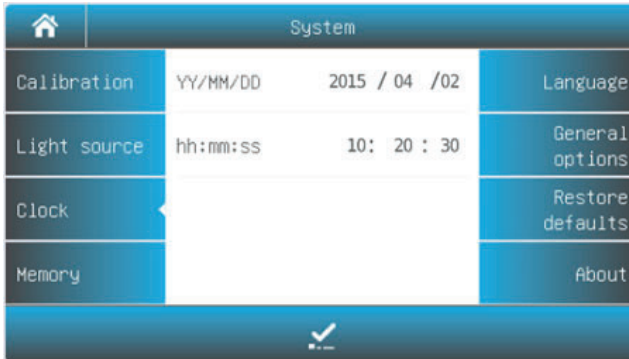 System
Calibration
Light source
Clock
Memory
YY/MM/DD 2015 / 04 /02
hh:mm:ss 10: 20 : 30
Language
General
options
Restore
defaults
About